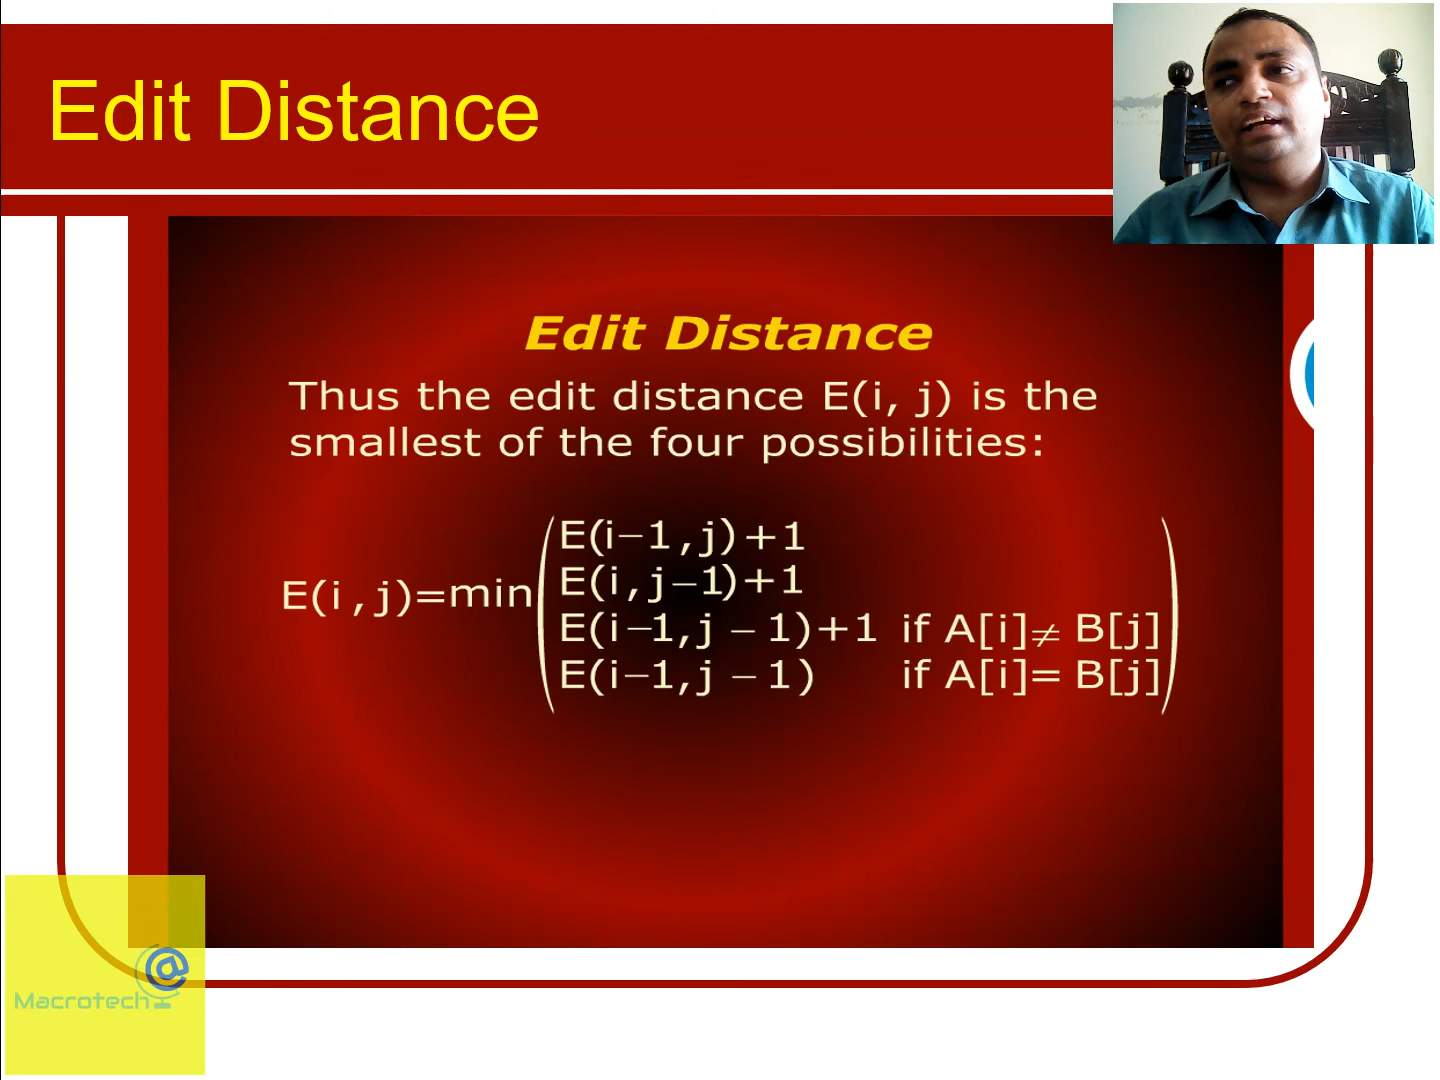 Edit Distance
Edit Distance
Thus the edit distance E(i, j) is the
smallest of the four possibilities:
E(i-1,j)+1
E(i,j-1)+1
E(i,j)=min
E(i-1,j-1)+1 if A[i]≠ B[j]
E(i-1,j-1) if A[i]= B[j]
@
Macrotech